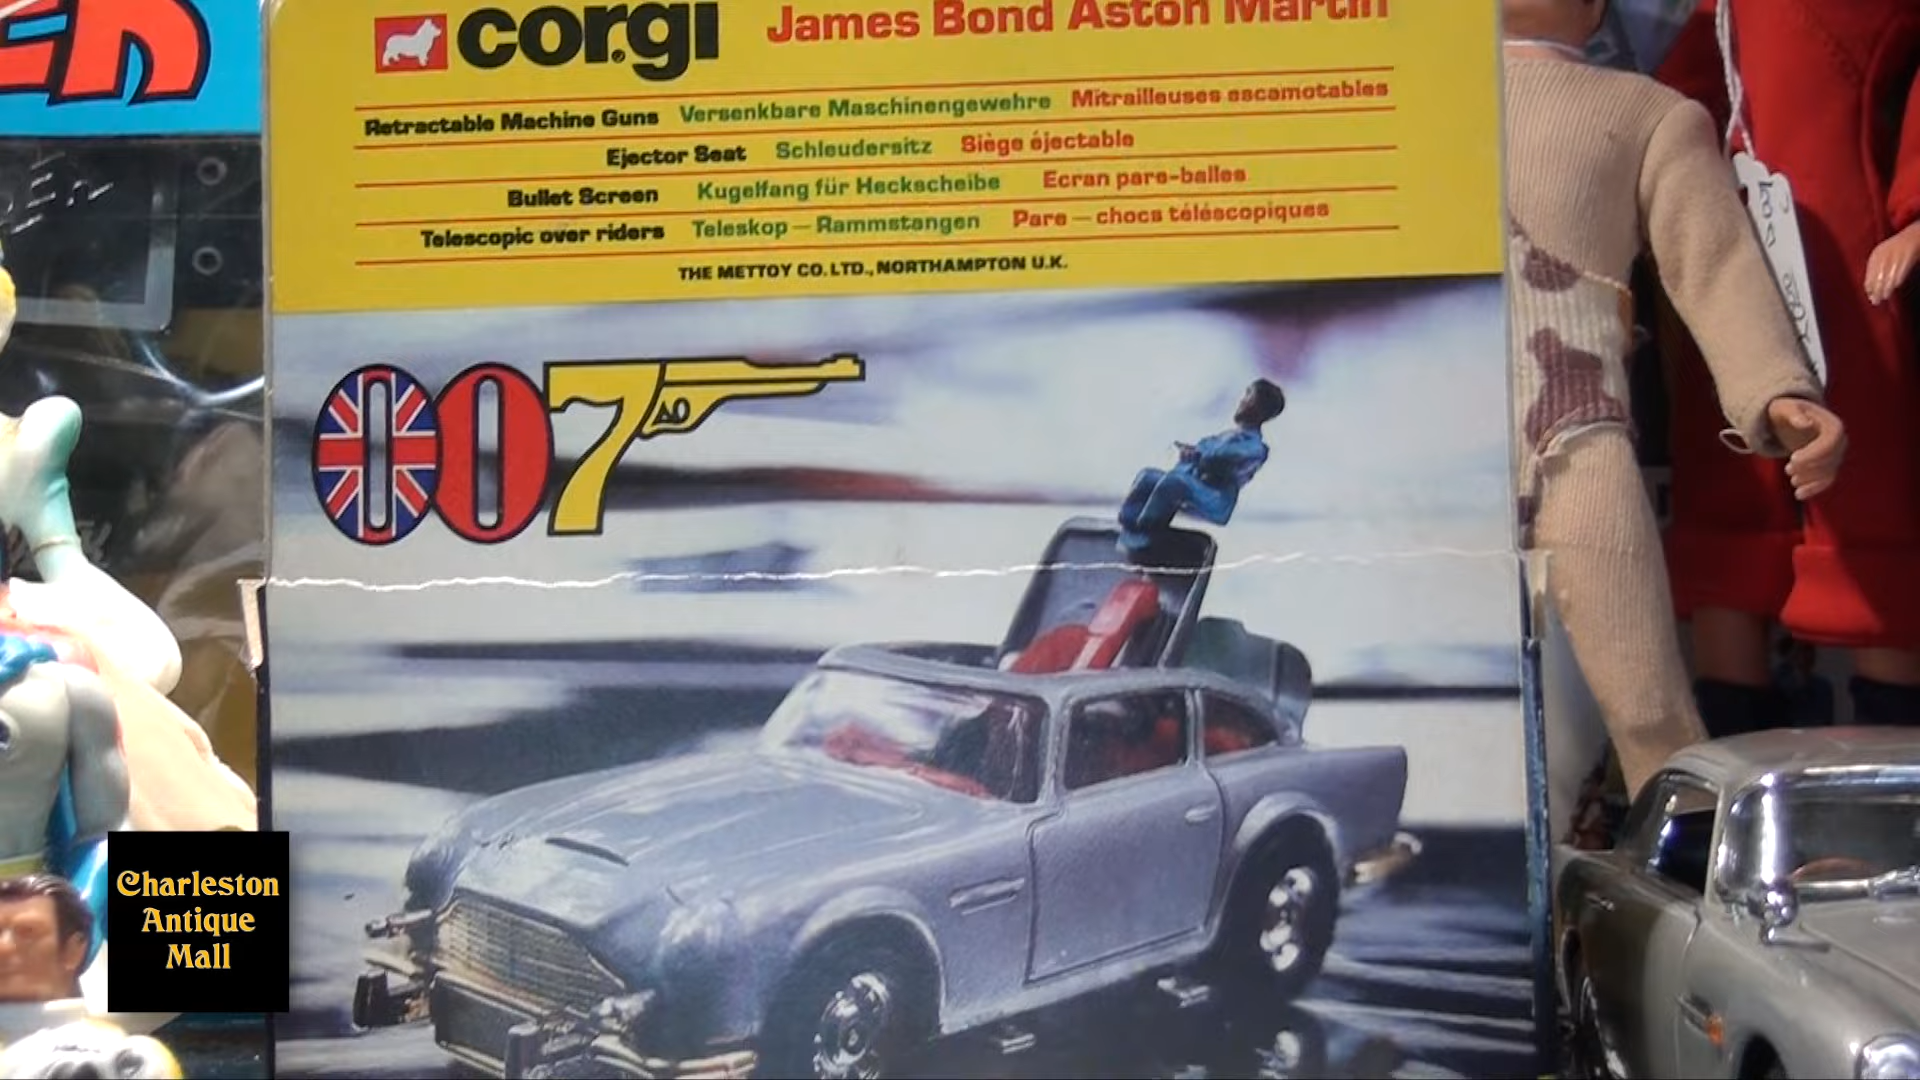 corgi James Bond Aston Martin
Retractable Machine Guns Versenkbare Maschinengewehre Mitrailleuses escamotables
Ejector Seat Schleudersitz Siège éjectable
Bullet Screen Kugelfang für Heckscheibe Ecran pare-balles
Telescopic over riders Teleskop – Rammstangen Pare – chocs téléscopiques
THE METTOY CO. LTD., NORTHAMPTON U.K.
007
Charleston
Antique
Mall